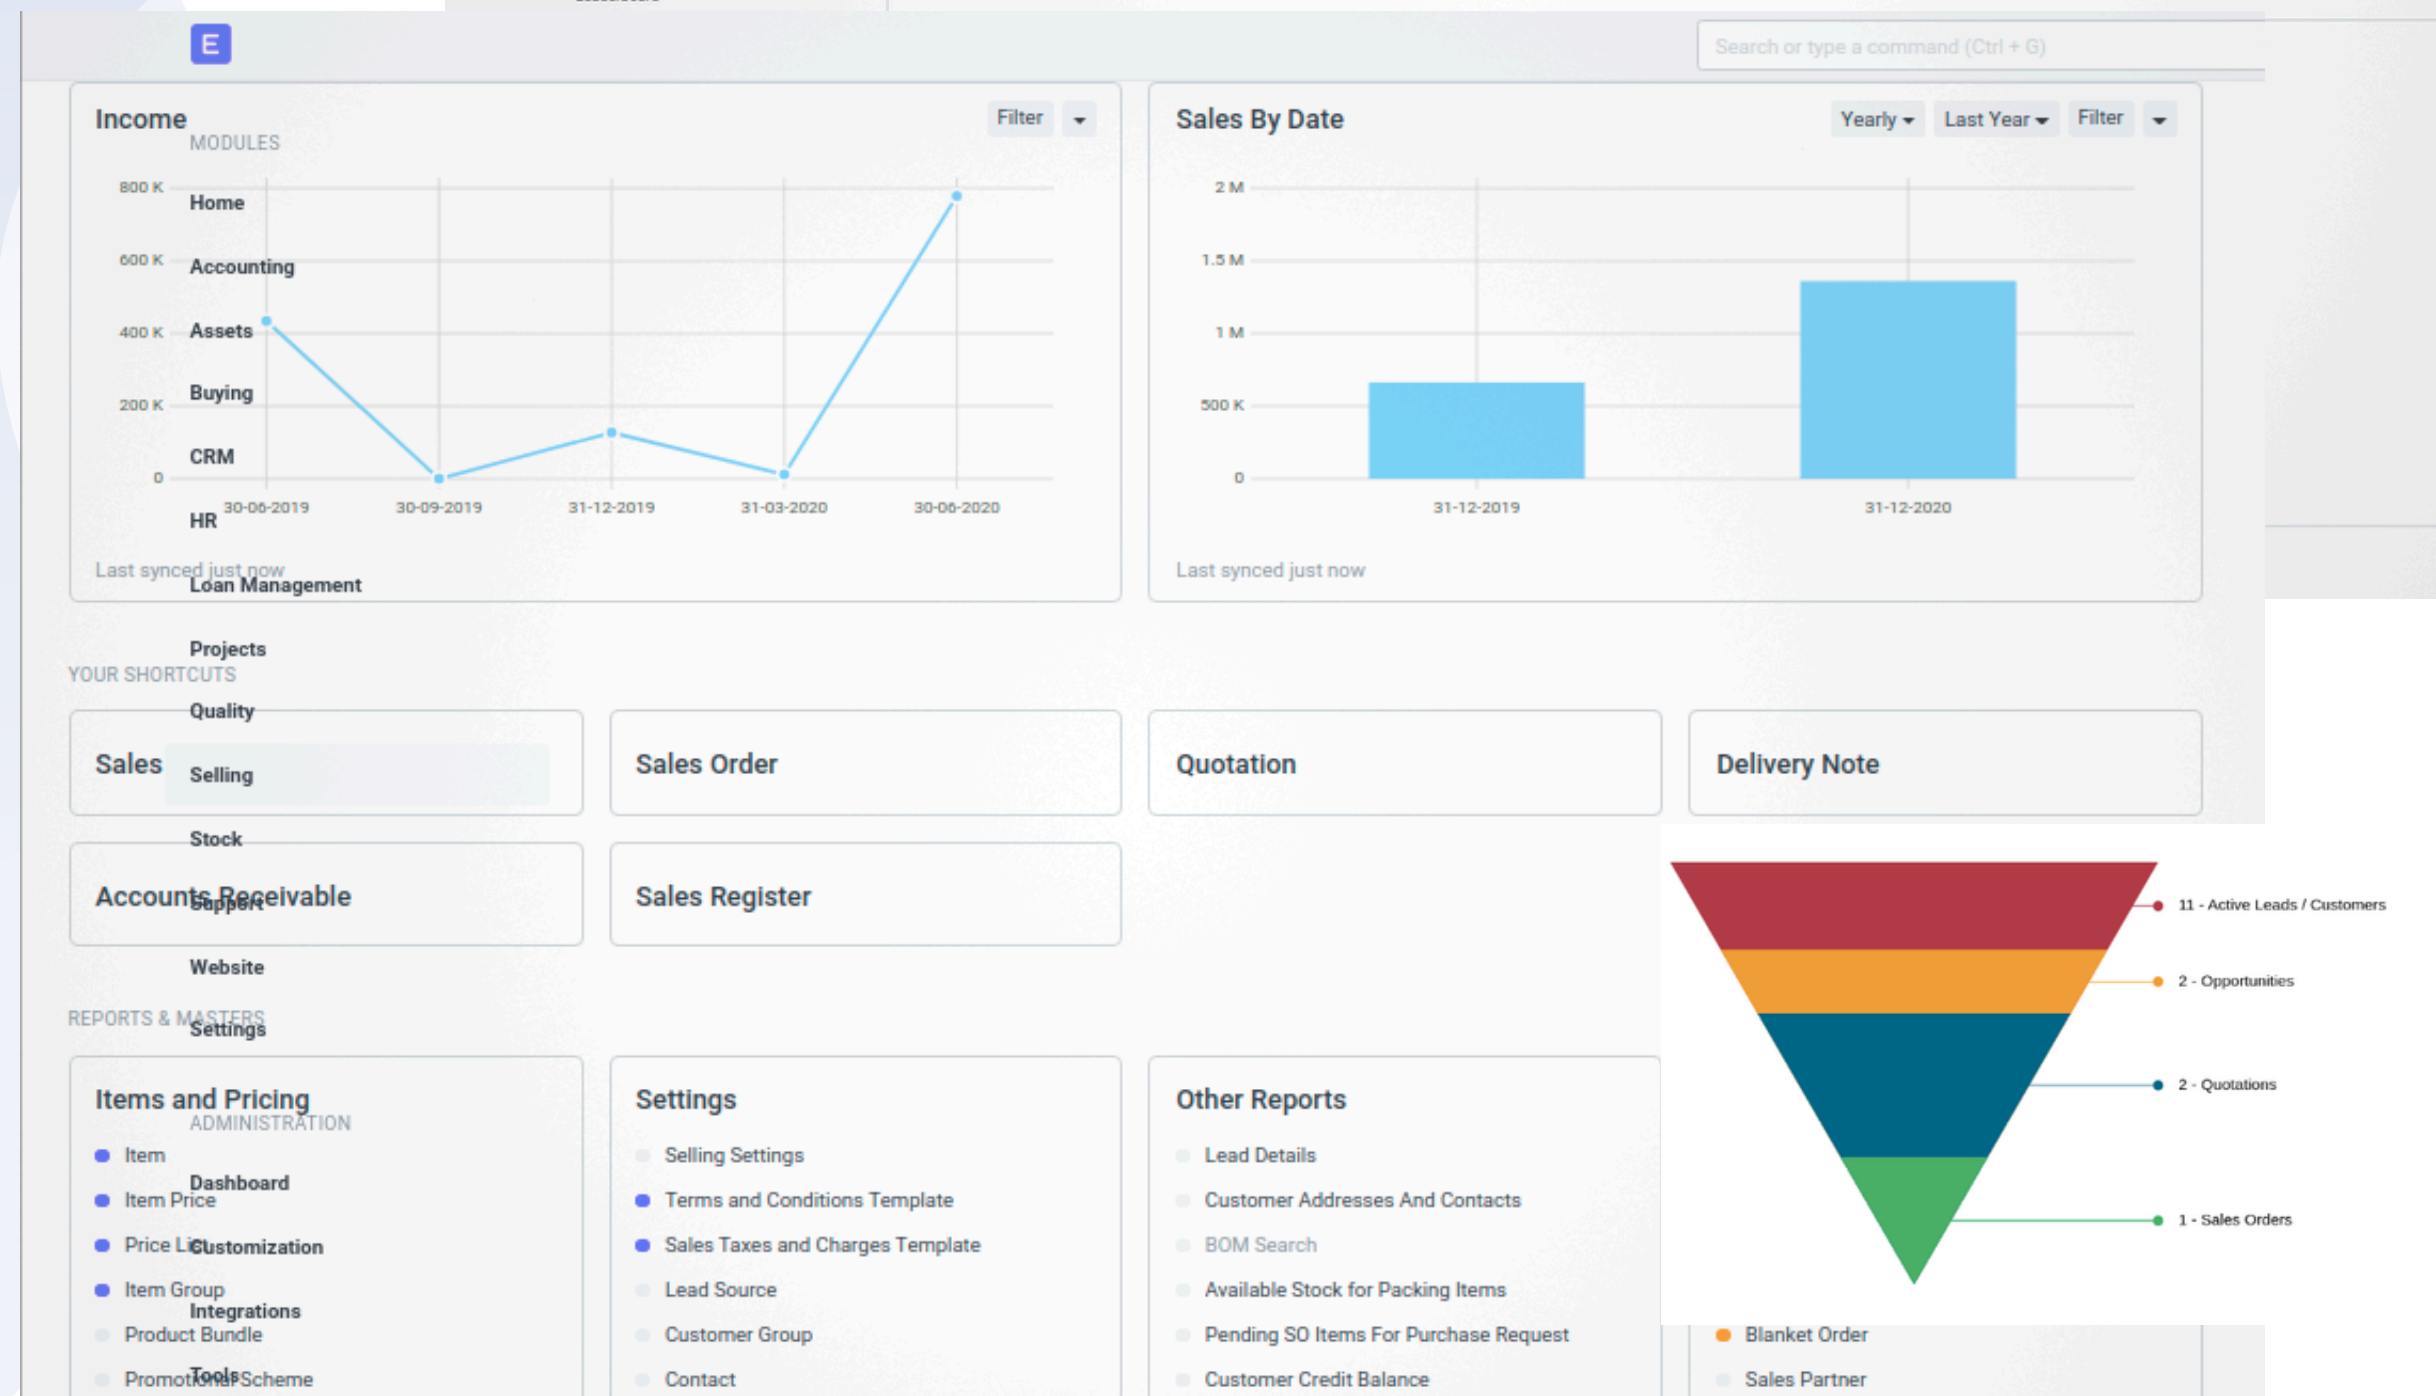 E
Search or type a command (Ctrl + G)
Income
Filter
MODULES
800 K
600 K
400 K
200 K
0
30-06-2019
30-09-2019
31-12-2019
31-03-2020
30-06-2020
Last synced just now
Sales By Date
Yearly
Last Year
Filter
2 M
1.5 M
1 M
500 K
0
31-12-2019
31-12-2020
Last synced just now
Home
Accounting
Assets
Buying
CRM
HR
Loan Management
Projects
Quality
Selling
Stock
Support
Website
Settings
ADMINISTRATION
Dashboard
Customization
Integrations
Tools
YOUR SHORTCUTS
Sales
Sales Order
Quotation
Delivery Note
Accounts Receivable
Sales Register
REPORTS & MASTERS
Items and Pricing
Item
Item Price
Price List
Item Group
Product Bundle
Promotional Scheme
Settings
Selling Settings
Terms and Conditions Template
Sales Taxes and Charges Template
Lead Source
Customer Group
Contact
Other Reports
Lead Details
Customer Addresses And Contacts
BOM Search
Available Stock for Packing Items
Pending SO Items For Purchase Request
Customer Credit Balance
Blanket Order
Sales Partner
11 - Active Leads / Customers
2 - Opportunities
2 - Quotations
1 - Sales Orders